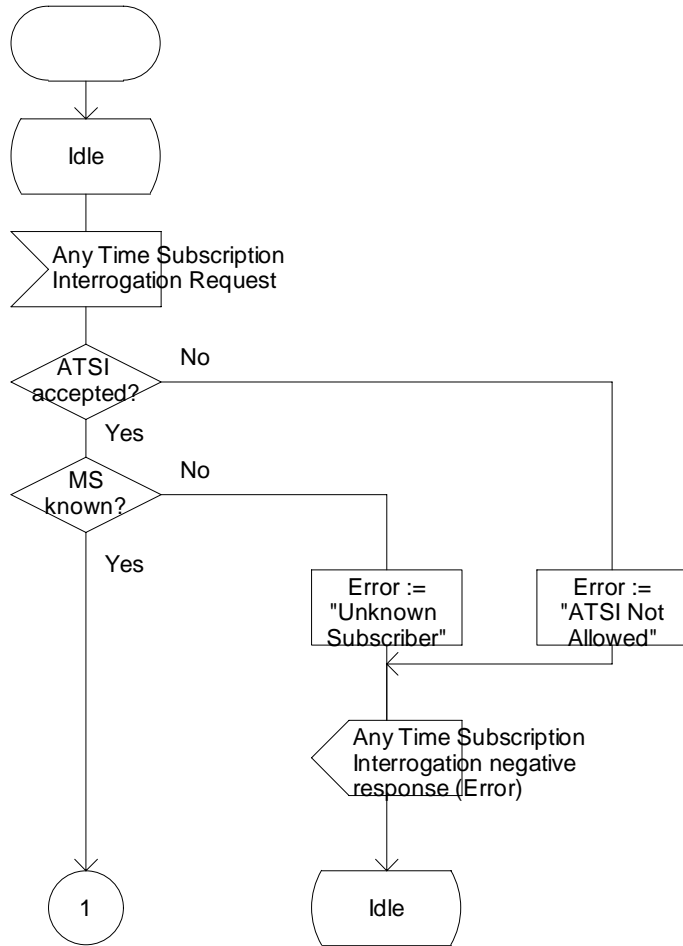 Idle
Any Time Subscription
Interrogation Request
ATSI
accepted?
No
Yes
MS
known?
No
Yes
Error :=
"Unknown
Subscriber"
Error :=
"ATSI Not
Allowed"
Any Time Subscription
Interrogation negative
response (Error)
1
Idle